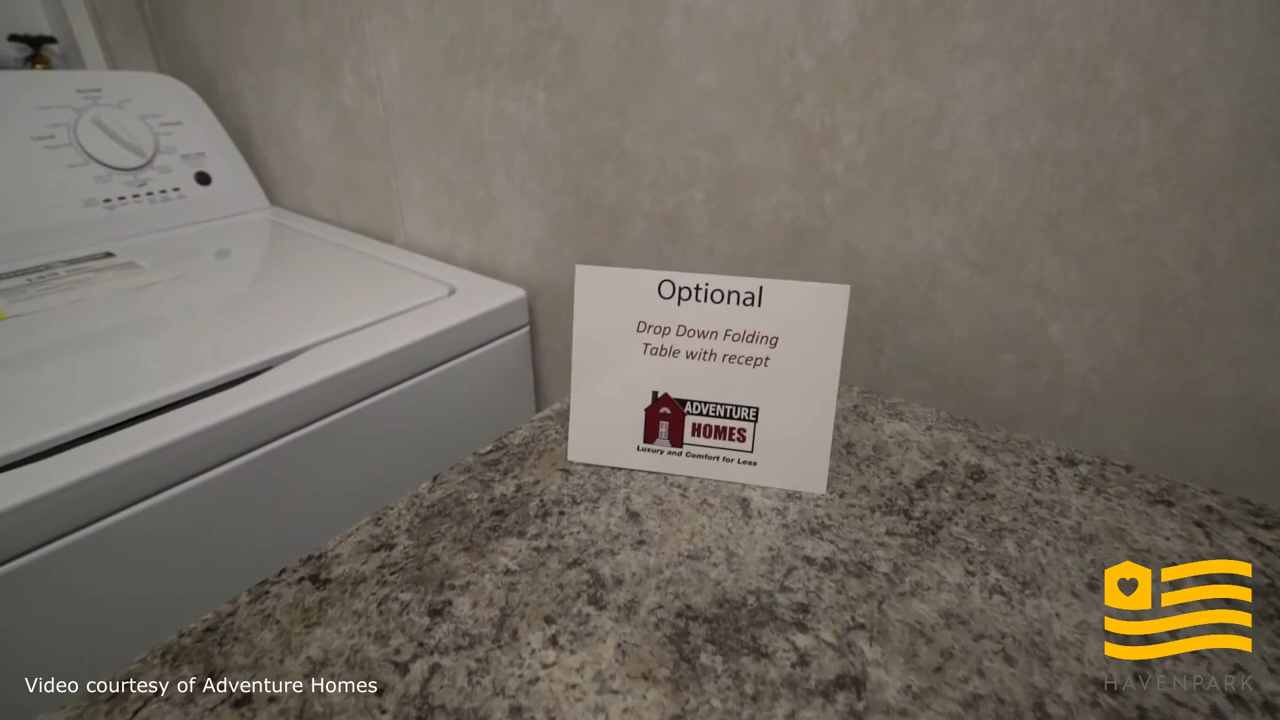 Optional
Drop Down Folding
Table with recept
ADVENTURE
HOMES
Luxury and Comfort for Less
Video courtesy of Adventure Homes
HAVENPARK